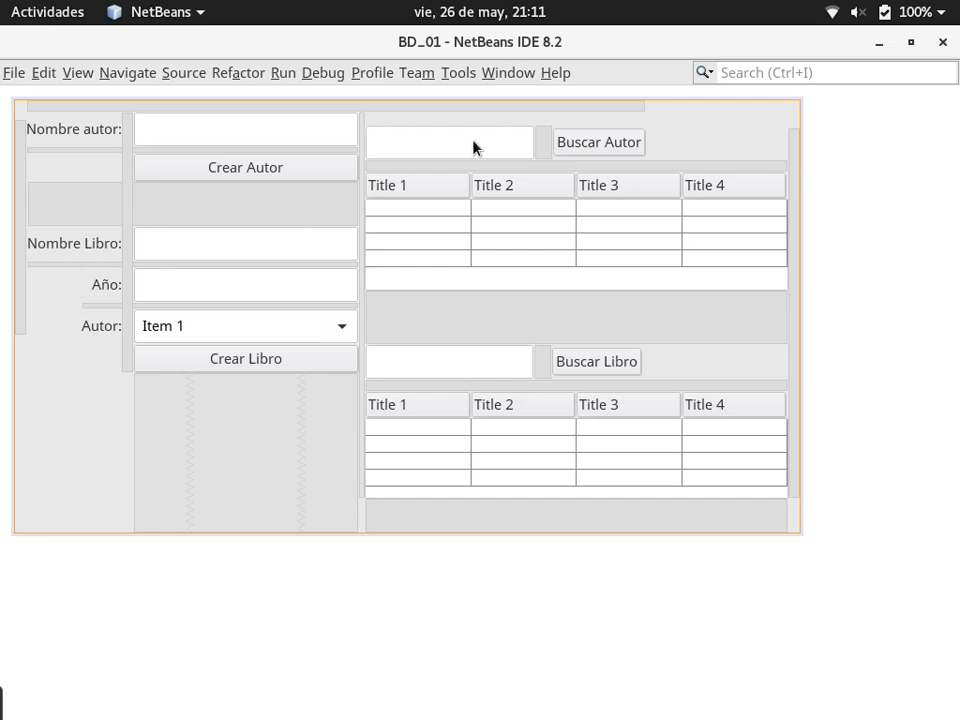 Actividades NetBeans vie, 26 de may, 21:11 100%
BD_01 - NetBeans IDE 8.2
File Edit View Navigate Source Refactor Run Debug Profile Team Tools Window Help Search (Ctrl+I)
Nombre autor:
Crear Autor
Nombre Libro:
Año:
Autor: Item 1
Crear Libro
Buscar Autor
Title 1 Title 2 Title 3 Title 4
Buscar Libro
Title 1 Title 2 Title 3 Title 4